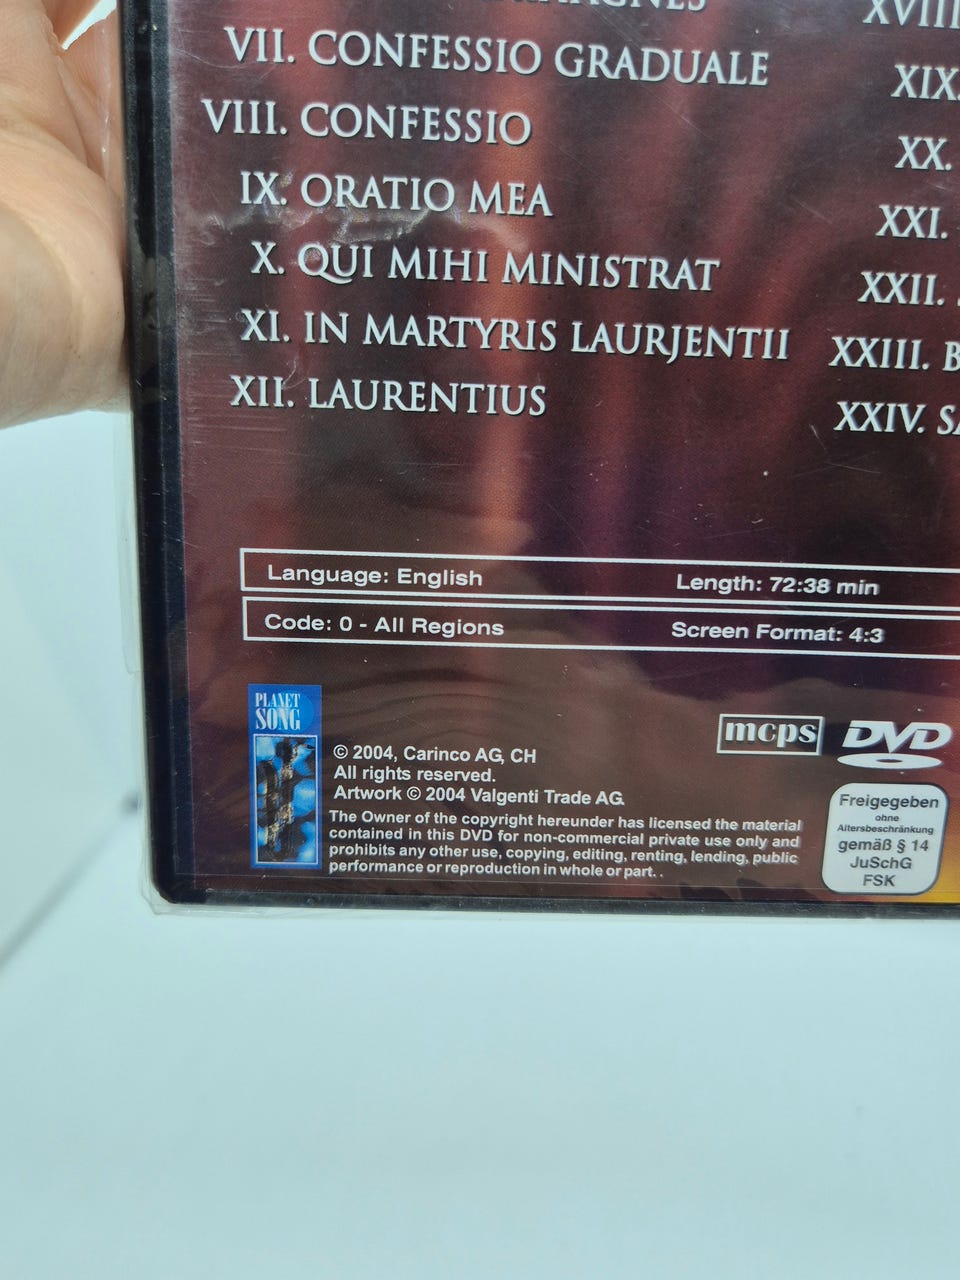 VII. CONFESSIO GRADUALE
VIII. CONFESSIO
IX. ORATIO MEA
X. QUI MIHI MINISTRAT
XI. IN MARTYRIS LAURJENTII
XII. LAURENTIUS
XVIII
XIX.
XX.
XXI.
XXII.
XXIII. B
XXIV. SA
Language: English Length: 72:38 min
Code: 0 - All Regions Screen Format: 4:3
PLANET
SONG
© 2004, Carinco AG, CH
All rights reserved.
Artwork © 2004 Valgenti Trade AG
The Owner of the copyright hereunder has licensed the material
contained in this DVD for non-commercial private use only and
prohibits any other use, copying, editing, renting, lending, public
performance or reproduction in whole or part. .
mcps
DVD
Freigegeben
ohne
Altersbeschränkung
gemäß § 14
JuSchG
FSK